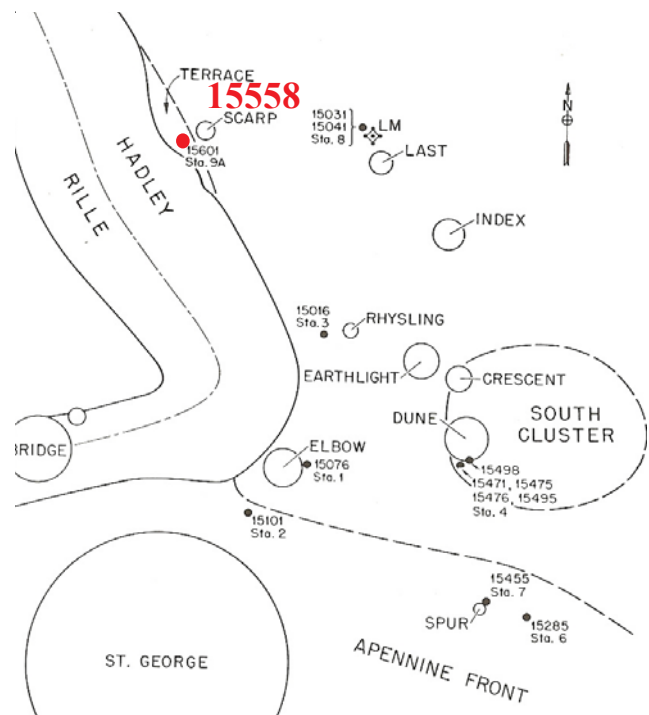 TERRACE
15558
SCARP
15031
15041
Sta. 8
LM
N
LAST
15601
Sta. 9A
HADLEY
RILLE
INDEX
15016
Sta. 3
RHYSLING
EARTHLIGHT
CRESCENT
DUNE
SOUTH
CLUSTER
BRIDGE
ELBOW
15076
Sta. 1
15498
15471, 15475
15476, 15495
Sta. 4
15101
Sta. 2
15455
Sta. 7
SPUR
15285
Sta. 6
ST. GEORGE
APENNINE FRONT